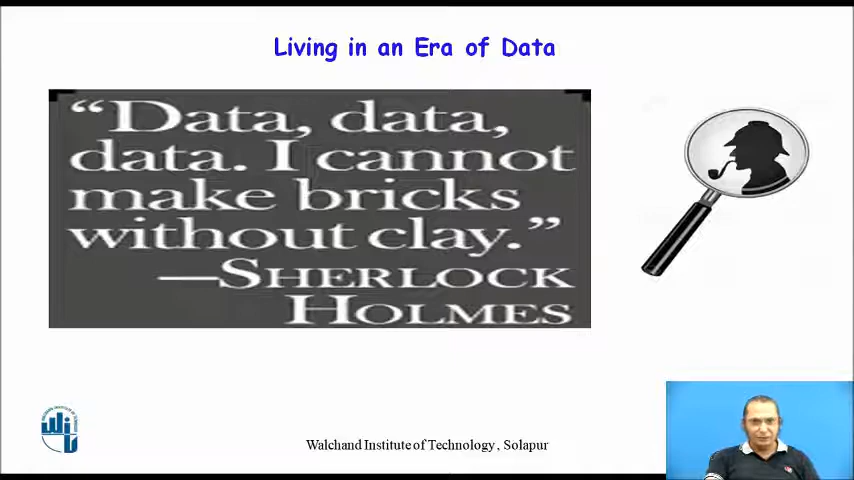 Living in an Era of Data
“Data, data,
data. I cannot
make bricks
without clay.”
—SHERLOCK
HOLMES
Walchand Institute of Technology, Solapur